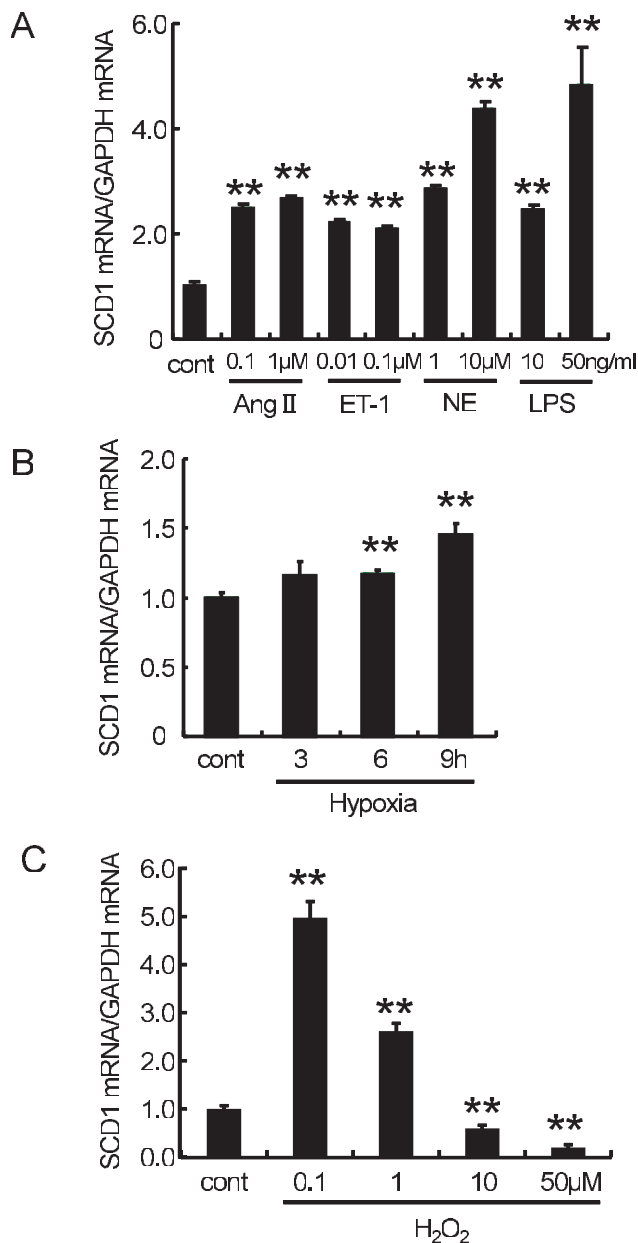 A
SCD1 mRNA/GAPDH mRNA
6.0
4.0
2.0
0
** ** ** ** ** ** ** **
cont 0.1 1µM 0.01 0.1µM 1 10µM 10 50ng/ml
Ang II ET-1 NE LPS
B
SCD1 mRNA/GAPDH mRNA
2.0
1.5
1.0
0.5
0
** **
cont 3 6 9h
Hypoxia
C
SCD1 mRNA/GAPDH mRNA
6.0
5.0
4.0
3.0
2.0
1.0
0.0
** ** ** **
cont 0.1 1 10 50µM
H₂O₂